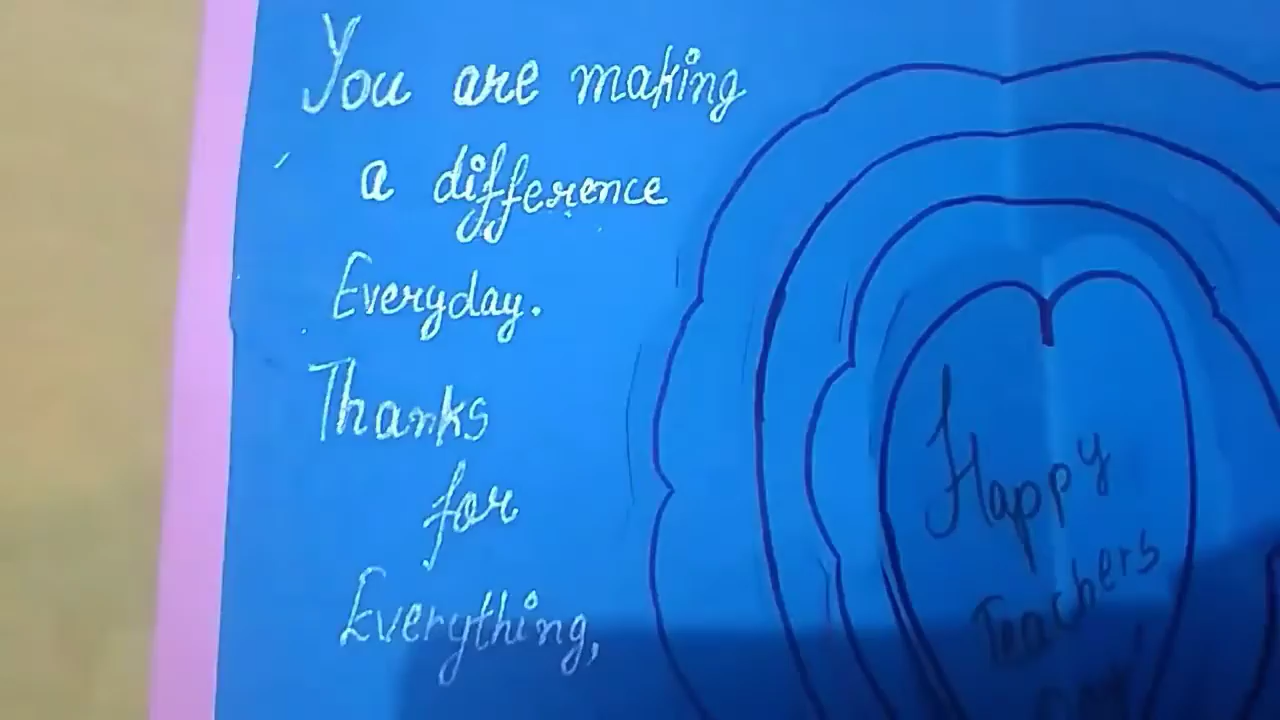 You are making
a difference
Everyday.
Thanks
for
Everything,
Happy
Teachers